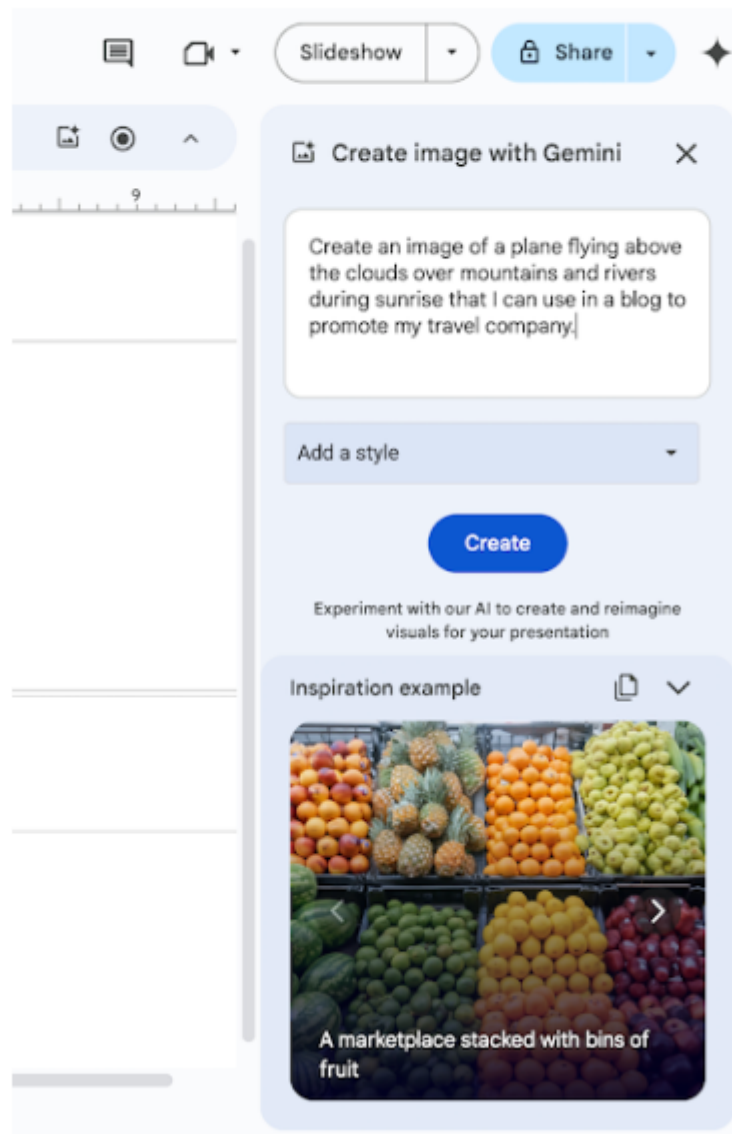 Slideshow
Share
9
Create image with Gemini
Create an image of a plane flying above
the clouds over mountains and rivers
during sunrise that I can use in a blog to
promote my travel company.
Add a style
Create
Experiment with our AI to create and reimagine
visuals for your presentation
Inspiration example
A marketplace stacked with bins of
fruit